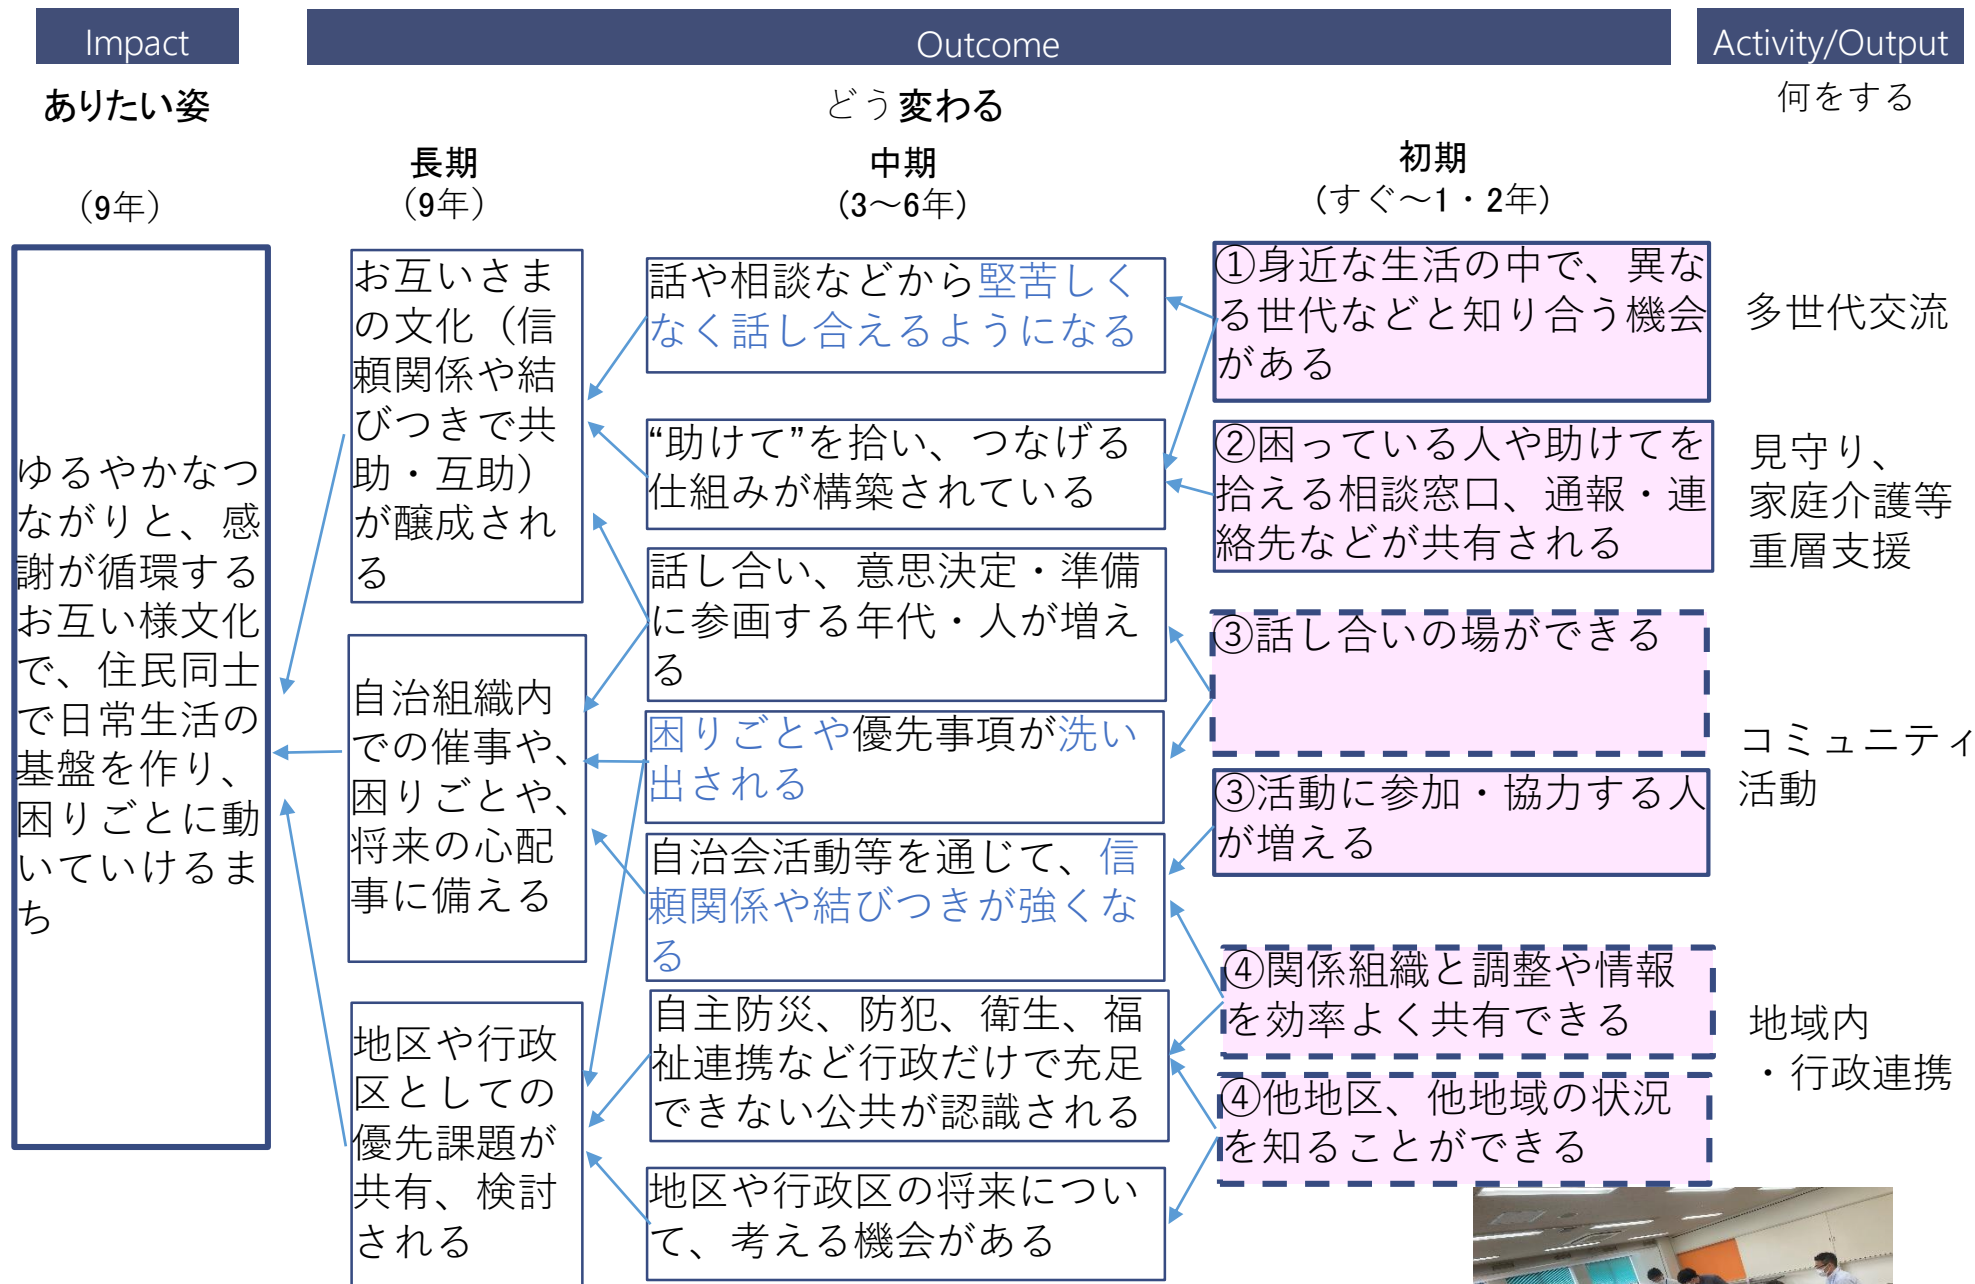 Impact
Outcome
Activity/Output
ありたい姿
どう変わる
何をする
(9年)
長期
(9年)
中期
(3～6年)
初期
(すぐ～1・2年)
ゆるやかなつ
ながりと、感
謝が循環する
お互い様文化
で、住民同士
で日常生活の
基盤を作り、
困りごとに動
いていけるま
ち
お互いさま
の文化（信
頼関係や結
びつきで共
助・互助）
が醸成され
る
自治組織内
での催事や、
困りごとや、
将来の心配
事に備える
地区や行政
区としての
優先課題が
共有、検討
される
話や相談などから堅苦しく
なく話し合えるようになる
“助けて”を拾い、つなげる
仕組みが構築されている
話し合い、意思決定・準備
に参画する年代・人が増え
る
困りごとや優先事項が洗い
出される
自治会活動等を通じて、信
頼関係や結びつきが強くな
る
自主防災、防犯、衛生、福
祉連携など行政だけで充足
できない公共が認識される
地区や行政区の将来につい
て、考える機会がある
①身近な生活の中で、異な
る世代などと知り合う機会
がある
②困っている人や助けてを
拾える相談窓口、通報・連
絡先などが共有される
③話し合いの場ができる
③活動に参加・協力する人
が増える
④関係組織と調整や情報
を効率よく共有できる
④他地区、他地域の状況
を知ることができる
多世代交流
見守り、
家庭介護等
重層支援
コミュニティ
活動
地域内
・行政連携